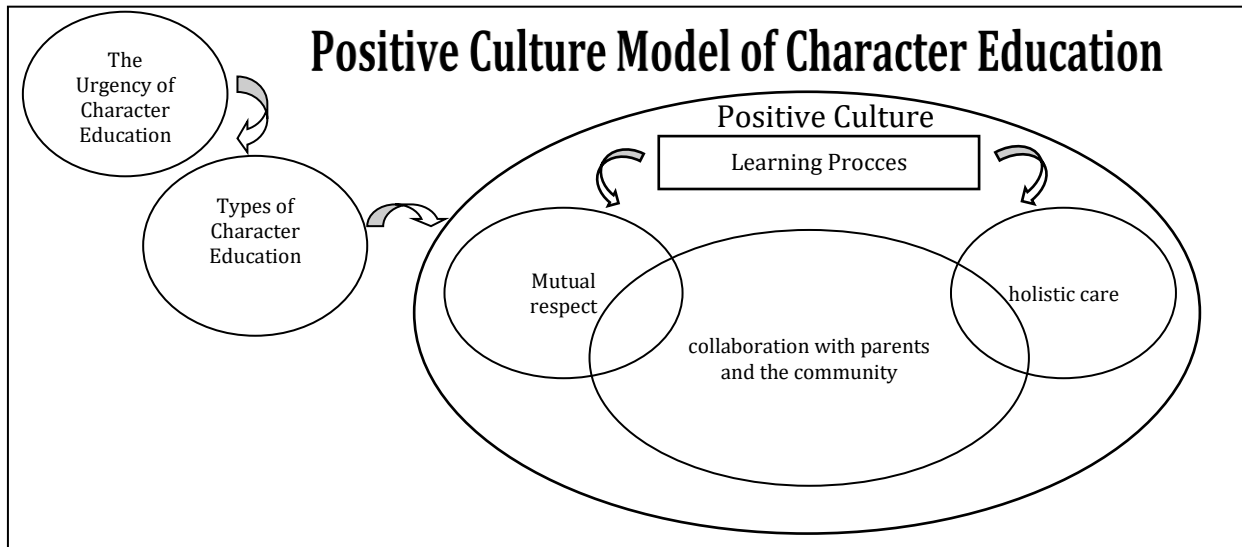 Positive Culture Model of Character Education
The
Urgency of
Character
Education
Types of
Character
Education
Positive Culture
Learning Procces
Mutual
respect
holistic care
collaboration with parents
and the community